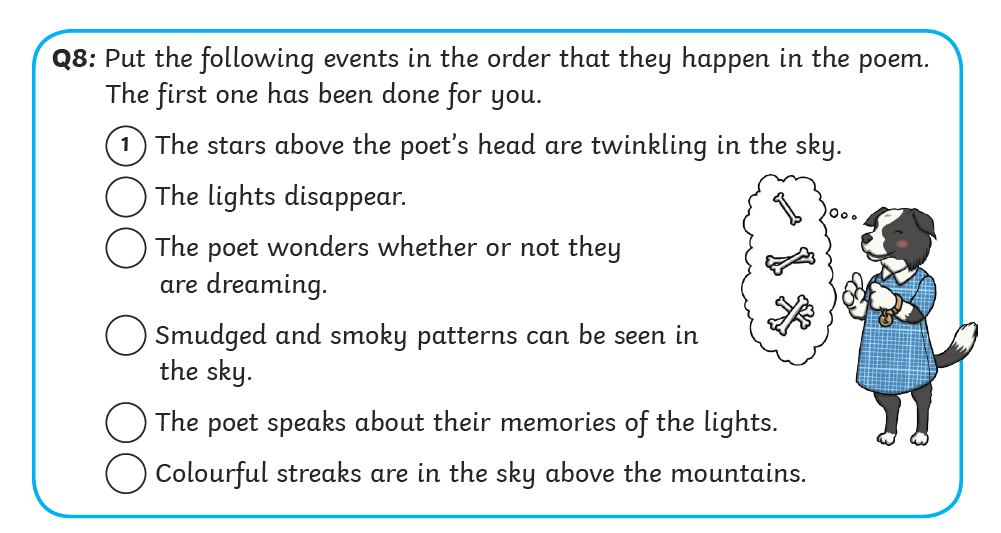 Q8: Put the following events in the order that they happen in the poem.
The first one has been done for you.
1 The stars above the poet's head are twinkling in the sky.
The lights disappear.
The poet wonders whether or not they
are dreaming.
Smudged and smoky patterns can be seen in
the sky.
The poet speaks about their memories of the lights.
Colourful streaks are in the sky above the mountains.